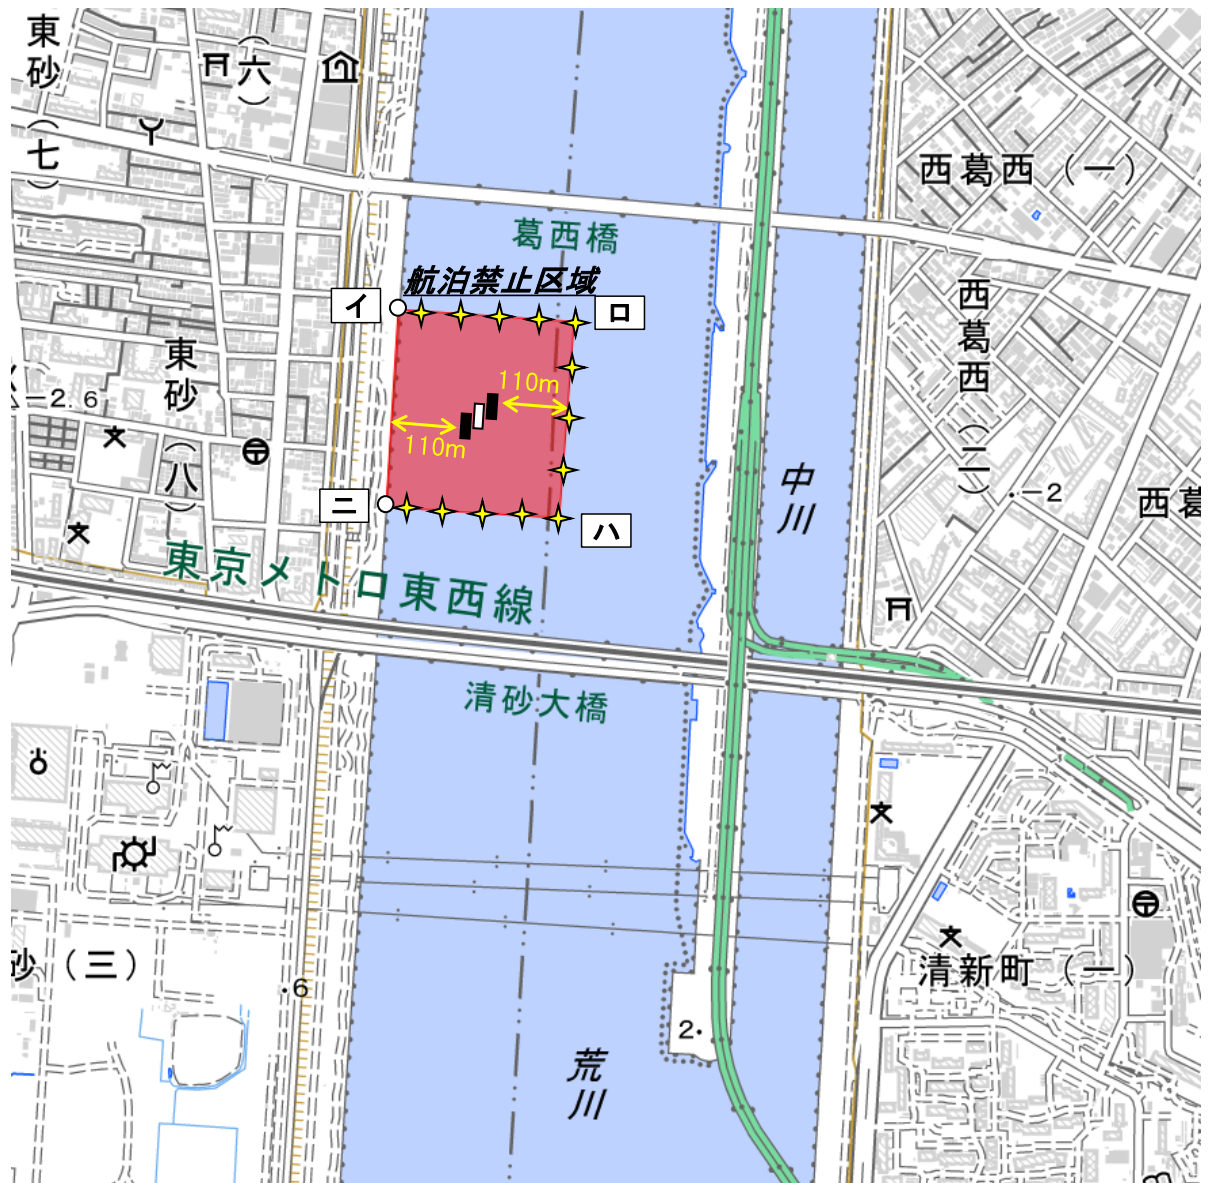 東砂(七)
(六)
西葛西(一)
葛西橋
航泊禁止区域
イ
ロ
西葛西(二)
東砂(八)
-2.6
110m
110m
中川
-2
西葛
ニ
ハ
東京メトロ東西線
清砂大橋
砂(三)
.6
清新町(一)
2.
荒川